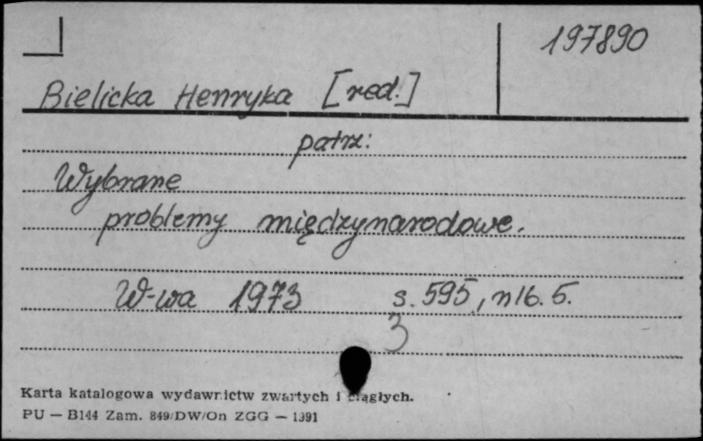 197890
Bielicka Henryka [red.]
patrz:
Wybrane
problemy międzynarodowe.
W-wa 1973 s. 595, nlb. 5.
3
Karta katalogowa wydawnictw zwartych i ciągłych.
PU — B144 Zam. 849/DW/On ZGG — 1991